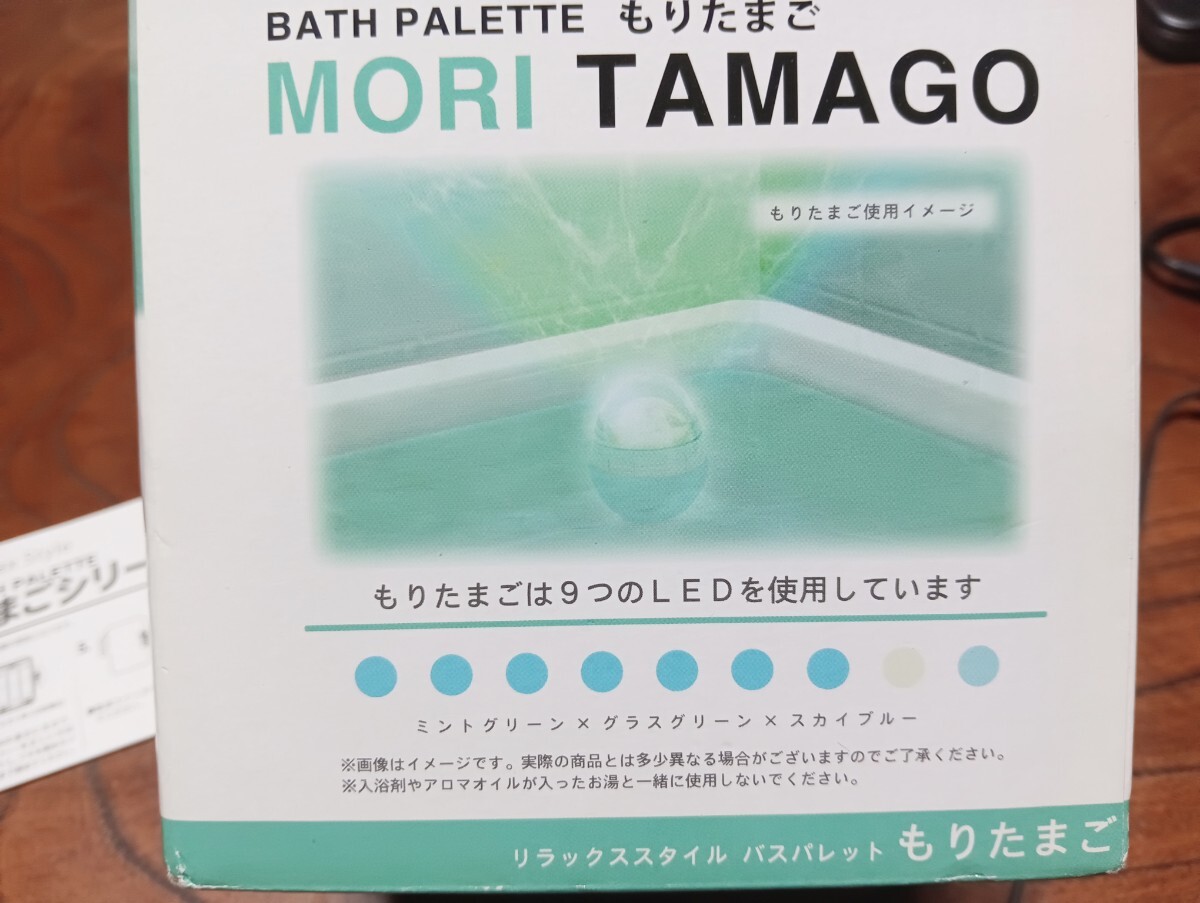 BATH PALETTE もりたまご
MORI TAMAGO
もりたまご使用イメージ
もりたまごは9つのLEDを使用しています
ミントグリーン × グラスグリーン × スカイブルー
※画像はイメージです。実際の商品とは多少異なる場合がございますのでご了承ください。
※入浴剤やアロマオイルが入ったお湯と一緒に使用しないでください。
リラックススタイル バスパレット もりたまご
Style
PALETTE
まごシリー